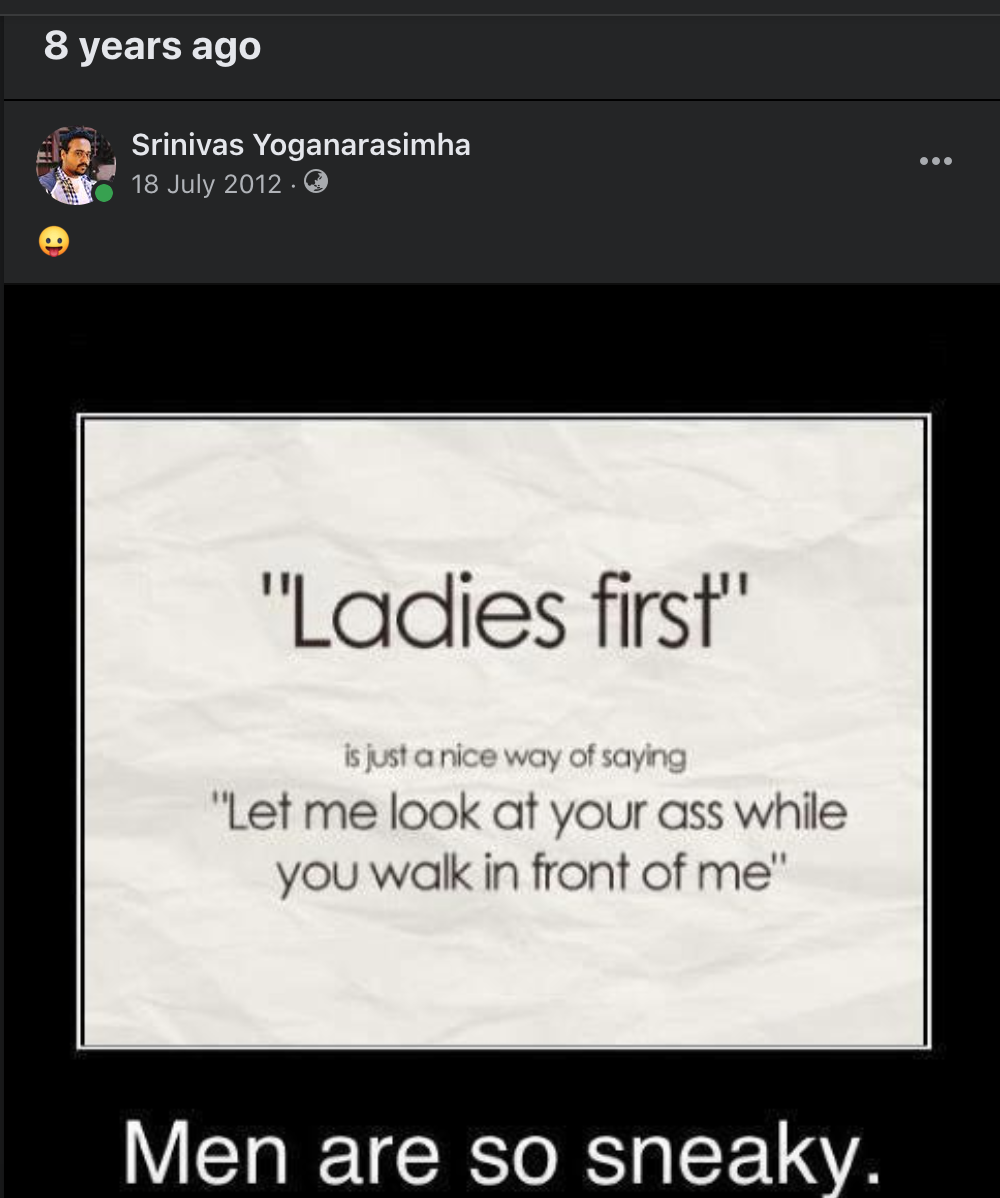 8 years ago
Srinivas Yoganarasimha
18 July 2012 ·
"Ladies first"
is just a nice way of saying
"Let me look at your ass while
you walk in front of me"
Men are so sneaky.